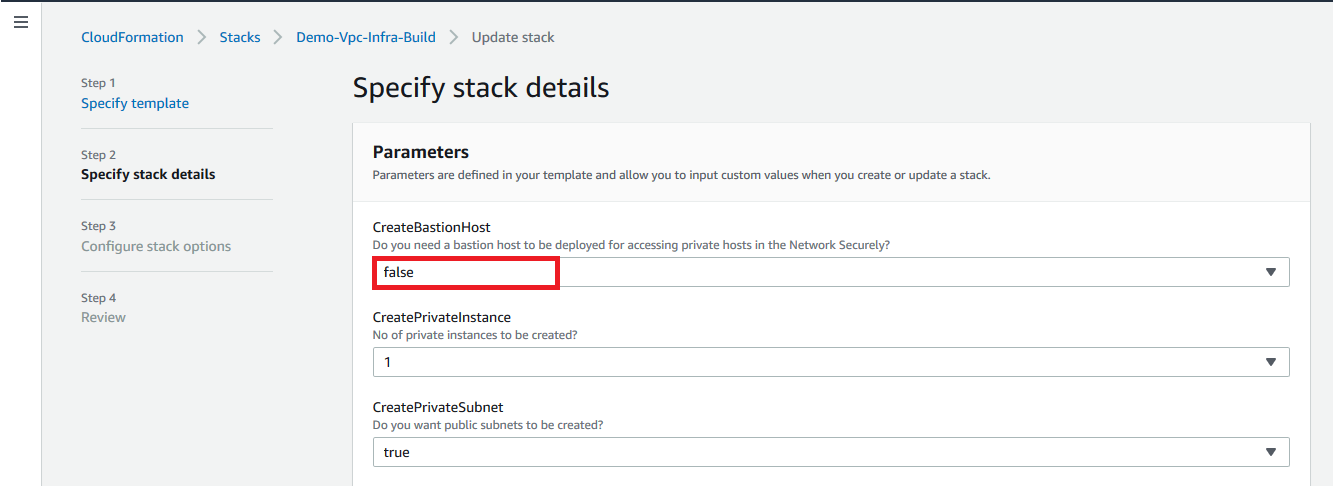 CloudFormation > Stacks > Demo-Vpc-Infra-Build > Update stack
Step 1
Specify template
Step 2
Specify stack details
Step 3
Configure stack options
Step 4
Review
Specify stack details
Parameters
Parameters are defined in your template and allow you to input custom values when you create or update a stack.
CreateBastionHost
Do you need a bastion host to be deployed for accessing private hosts in the Network Securely?
false
CreatePrivateInstance
No of private instances to be created?
1
CreatePrivateSubnet
Do you want public subnets to be created?
true